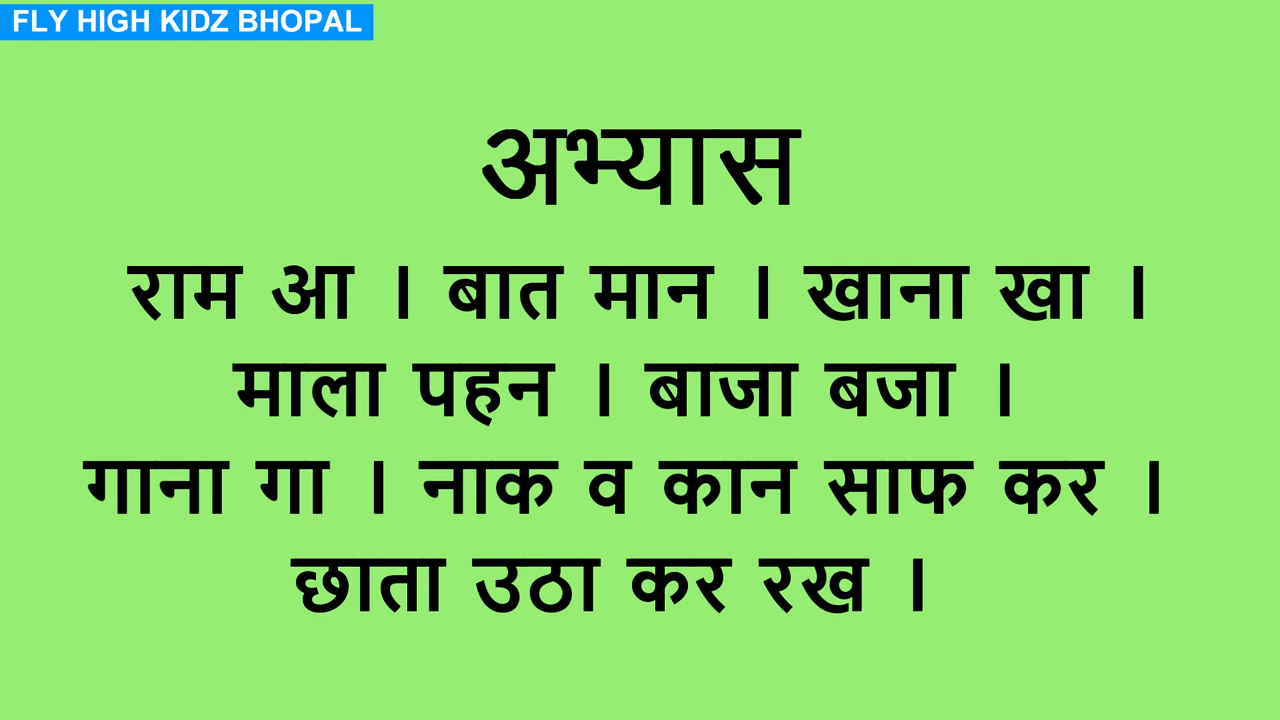 FLY HIGH KIDZ BHOPAL
अभ्यास
राम आ । बात मान । खाना खा ।
माला पहन । बाजा बजा ।
गाना गा । नाक व कान साफ कर ।
छाता उठा कर रख ।